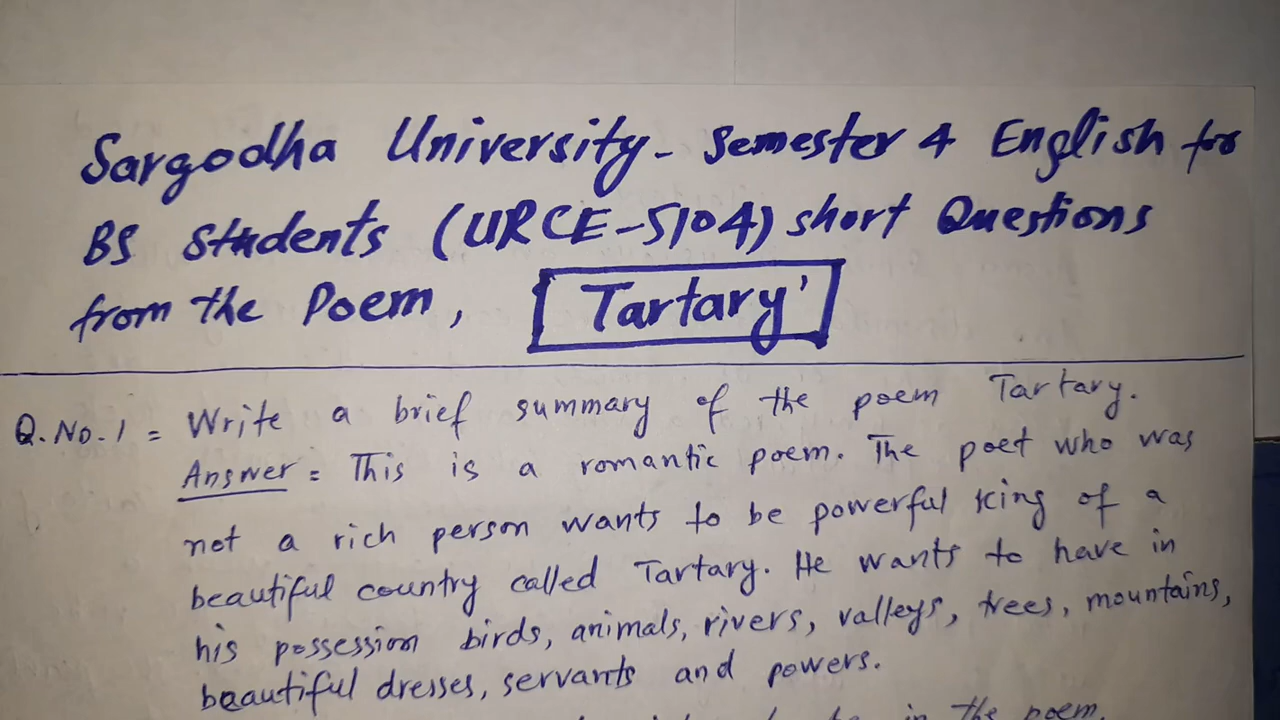 Sargodha University - Semester 4 English for
BS Students (URCE-5104) short Questions
from the Poem, [Tartary']
Q.No.1 = Write a brief summary of the poem Tartary.
Answer = This is a romantic poem. The poet who was
not a rich person wants to be powerful king of a
beautiful country called Tartary. He wants to have in
his possession birds, animals, rivers, valleys, trees, mountains,
beautiful dresses, servants and powers.
in the poem.